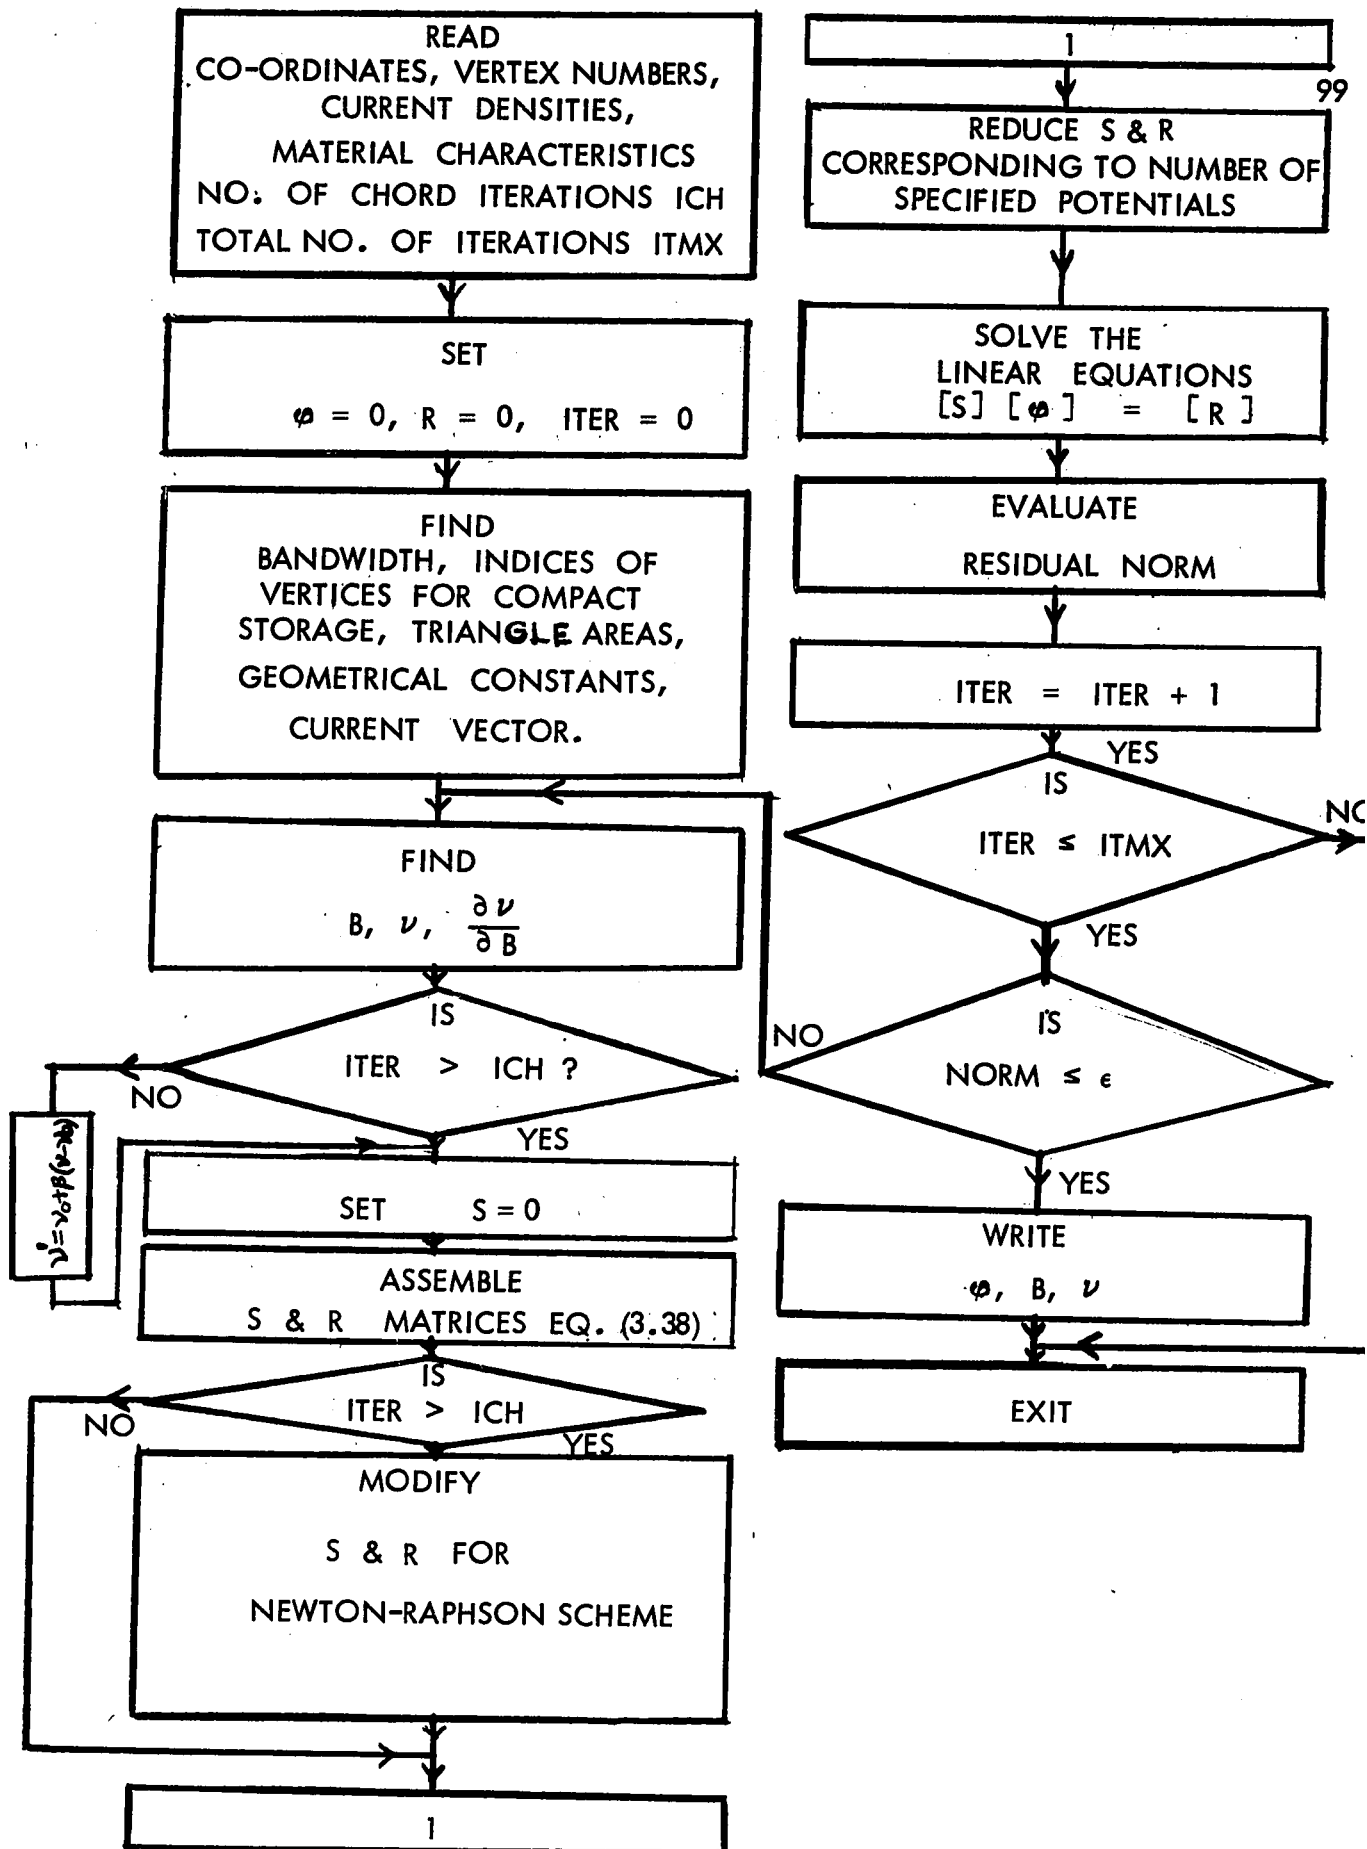 READ
CO-ORDINATES, VERTEX NUMBERS,
CURRENT DENSITIES,
MATERIAL CHARACTERISTICS
NO. OF CHORD ITERATIONS ICH
TOTAL NO. OF ITERATIONS ITMX
SET
φ = 0, R = 0, ITER = 0
FIND
BANDWIDTH, INDICES OF
VERTICES FOR COMPACT
STORAGE, TRIANGLE AREAS,
GEOMETRICAL CONSTANTS,
CURRENT VECTOR.
FIND
B, ν, ∂ν/∂B
IS
ITER > ICH ?
NO
YES
ν' = ν₀+β(ν-ν₀)
SET S = 0
ASSEMBLE
S & R MATRICES EQ. (3.38)
IS
ITER > ICH
NO
YES
MODIFY
S & R FOR
NEWTON-RAPHSON SCHEME
1
1
99
REDUCE S & R
CORRESPONDING TO NUMBER OF
SPECIFIED POTENTIALS
SOLVE THE
LINEAR EQUATIONS
[S] [φ] = [R]
EVALUATE
RESIDUAL NORM
ITER = ITER + 1
YES
IS
ITER ≤ ITMX
NO
YES
IS
NORM ≤ ε
NO
YES
WRITE
φ, B, ν
EXIT